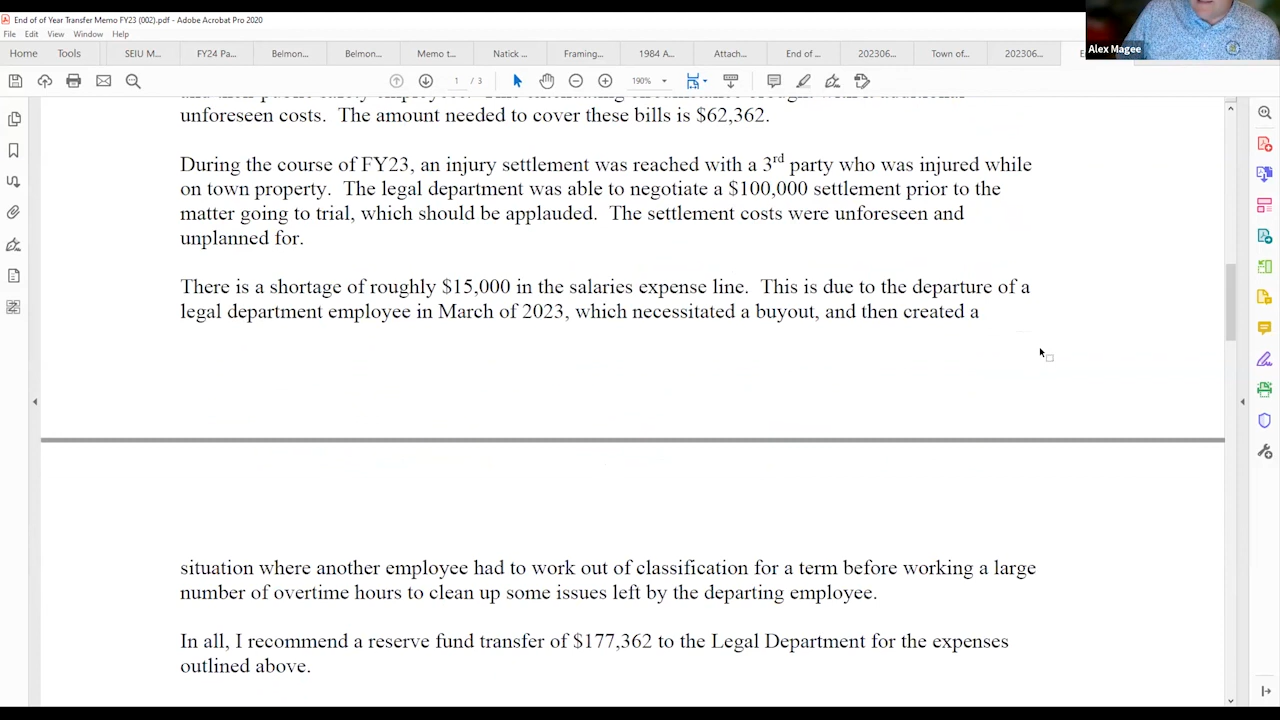 End of of Year Transfer Memo FY23 (002).pdf - Adobe Acrobat Pro 2020
File Edit View Window Help
Home Tools SEIU M... FY24 Pa... Belmon... Belmon... Memo t... Natick ... Framing... 1984 A... Attach... End of ... 202306... Town of... 202306...
Alex Magee
1 / 3 190%
unforeseen costs. The amount needed to cover these bills is $62,362.
During the course of FY23, an injury settlement was reached with a 3rd party who was injured while
on town property. The legal department was able to negotiate a $100,000 settlement prior to the
matter going to trial, which should be applauded. The settlement costs were unforeseen and
unplanned for.
There is a shortage of roughly $15,000 in the salaries expense line. This is due to the departure of a
legal department employee in March of 2023, which necessitated a buyout, and then created a
situation where another employee had to work out of classification for a term before working a large
number of overtime hours to clean up some issues left by the departing employee.
In all, I recommend a reserve fund transfer of $177,362 to the Legal Department for the expenses
outlined above.